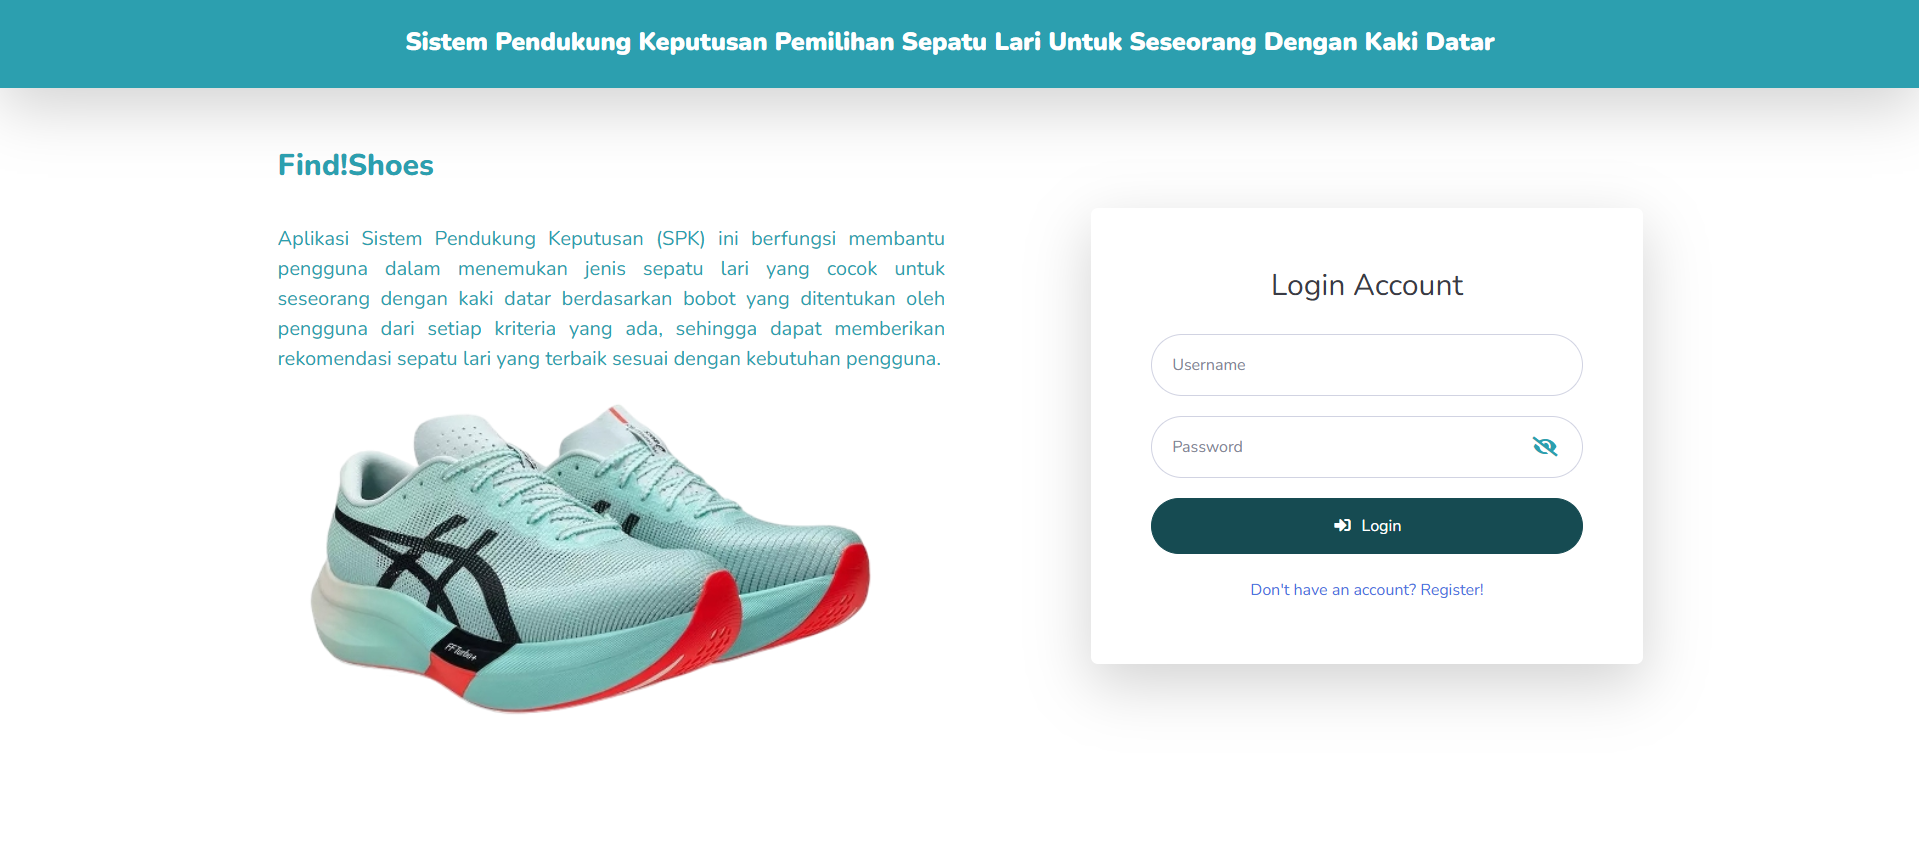 Sistem Pendukung Keputusan Pemilihan Sepatu Lari Untuk Seseorang Dengan Kaki Datar
Find!Shoes
Aplikasi Sistem Pendukung Keputusan (SPK) ini berfungsi membantu
pengguna dalam menemukan jenis sepatu lari yang cocok untuk
seseorang dengan kaki datar berdasarkan bobot yang ditentukan oleh
pengguna dari setiap kriteria yang ada, sehingga dapat memberikan
rekomendasi sepatu lari yang terbaik sesuai dengan kebutuhan pengguna.
FF Turbo+
Login Account
Username
Password
Login
Don't have an account? Register!